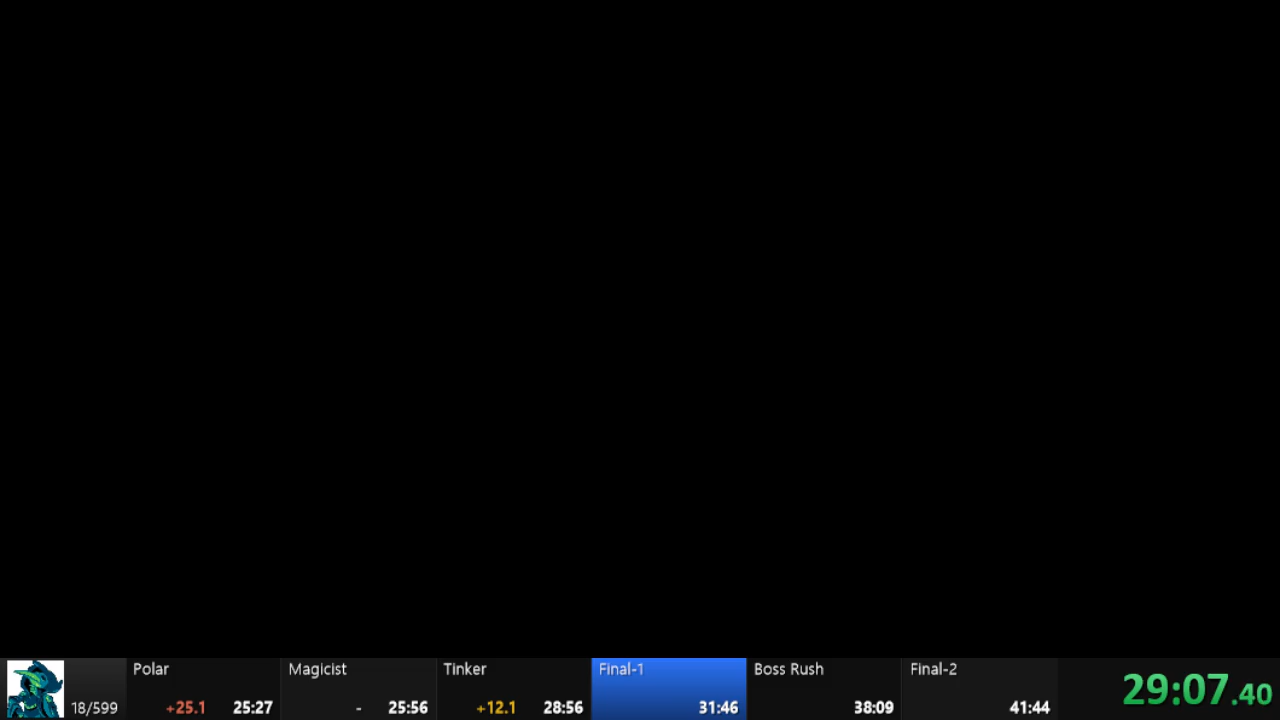 Polar
+25.1 25:27
Magicist
- 25:56
Tinker
+12.1 28:56
Final-1
31:46
Boss Rush
38:09
Final-2
41:44
18/599
29:07.40